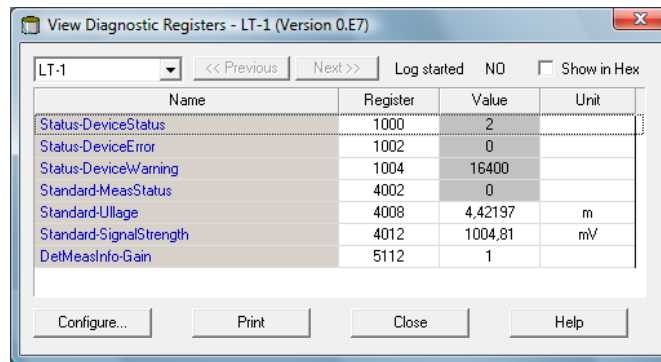 View Diagnostic Registers - LT-1 (Version 0.E7)
LT-1 << Previous Next >> Log started NO Show in Hex
Name Register Value Unit
Status-DeviceStatus 1000 2
Status-DeviceError 1002 0
Status-DeviceWarning 1004 16400
Standard-MeasStatus 4002 0
Standard-Ullage 4008 4,42197 m
Standard-SignalStrength 4012 1004,81 mV
DetMeasInfo-Gain 5112 1
Configure... Print Close Help